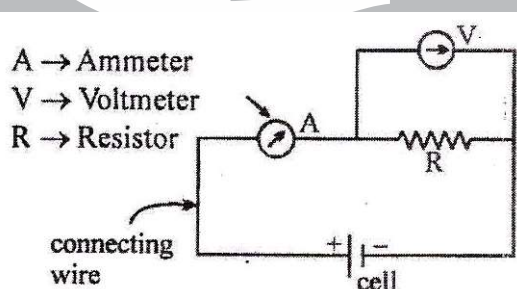 A → Ammeter
V → Voltmeter
R → Resistor
A
V
R
connecting
wire
+
−
cell